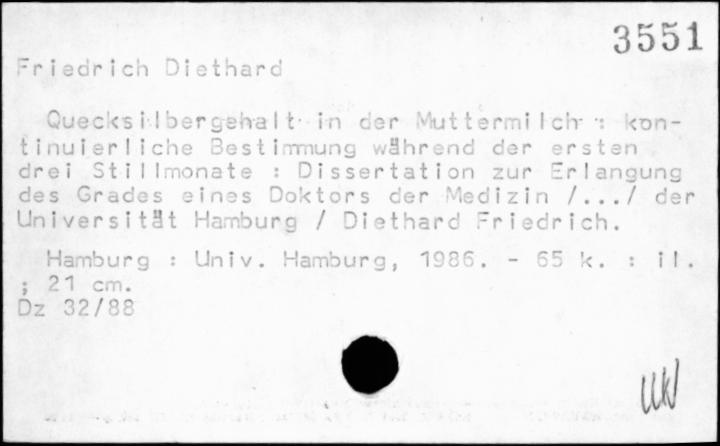 3551
Friedrich Diethard
Quecksilbergehalt in der Muttermilch : kon-
tinuierliche Bestimmung während der ersten
drei Stillmonate : Dissertation zur Erlangung
des Grades eines Doktors der Medizin /.../ der
Universität Hamburg / Diethard Friedrich.
Hamburg : Univ. Hamburg, 1986. - 65 k. : il.
; 21 cm.
Dz 32/88